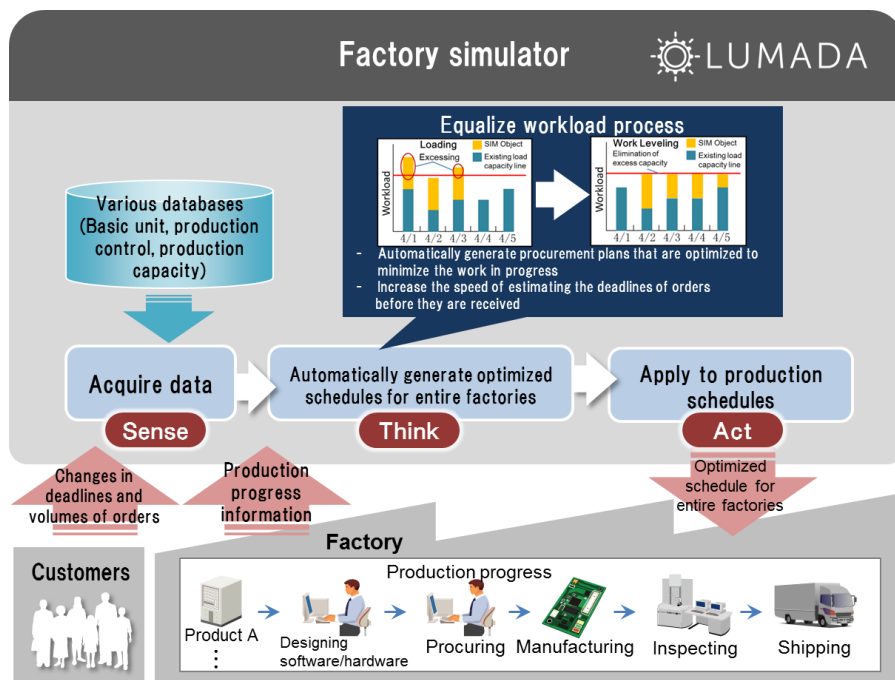 Factory simulator
LUMADA
Equalize workload process
Loading
Excessing
SIM Object
Existing load
capacity line
Workload
4/1 4/2 4/3 4/4 4/5
Work Leveling
Elimination of
excess capacity
SIM Object
Existing load
capacity line
Workload
4/1 4/2 4/3 4/4 4/5
- Automatically generate procurement plans that are optimized to
minimize the work in progress
- Increase the speed of estimating the deadlines of orders
before they are received
Various databases
(Basic unit, production
control, production
capacity)
Acquire data
Sense
Automatically generate optimized
schedules for entire factories
Think
Apply to production
schedules
Act
Changes in
deadlines and
volumes of orders
Production
progress
information
Optimized
schedule for
entire factories
Customers
Factory
Production progress
Product A
⋮
Designing
software/hardware
Procuring
Manufacturing
Inspecting
Shipping